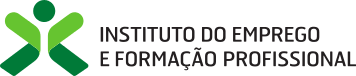 INSTITUTO DO EMPREGO
E FORMAÇÃO PROFISSIONAL